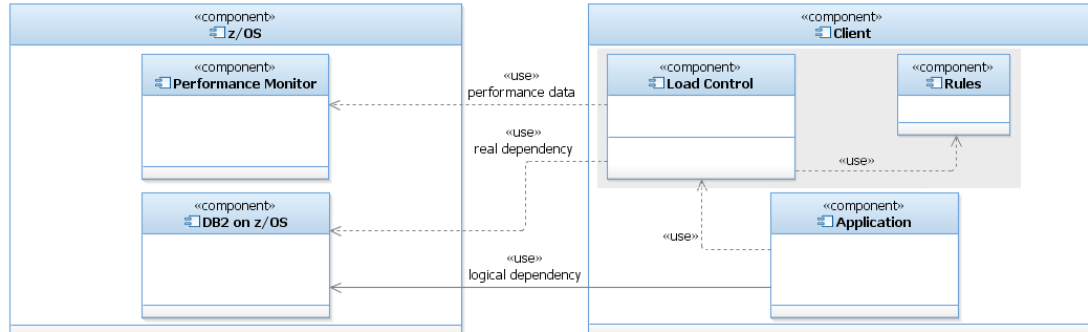 «component»
z/OS
«component»
Performance Monitor
«component»
DB2 on z/OS
«use»
performance data
«use»
real dependency
«use»
logical dependency
«component»
Client
«component»
Load Control
«component»
Rules
«use»
«component»
Application
«use»